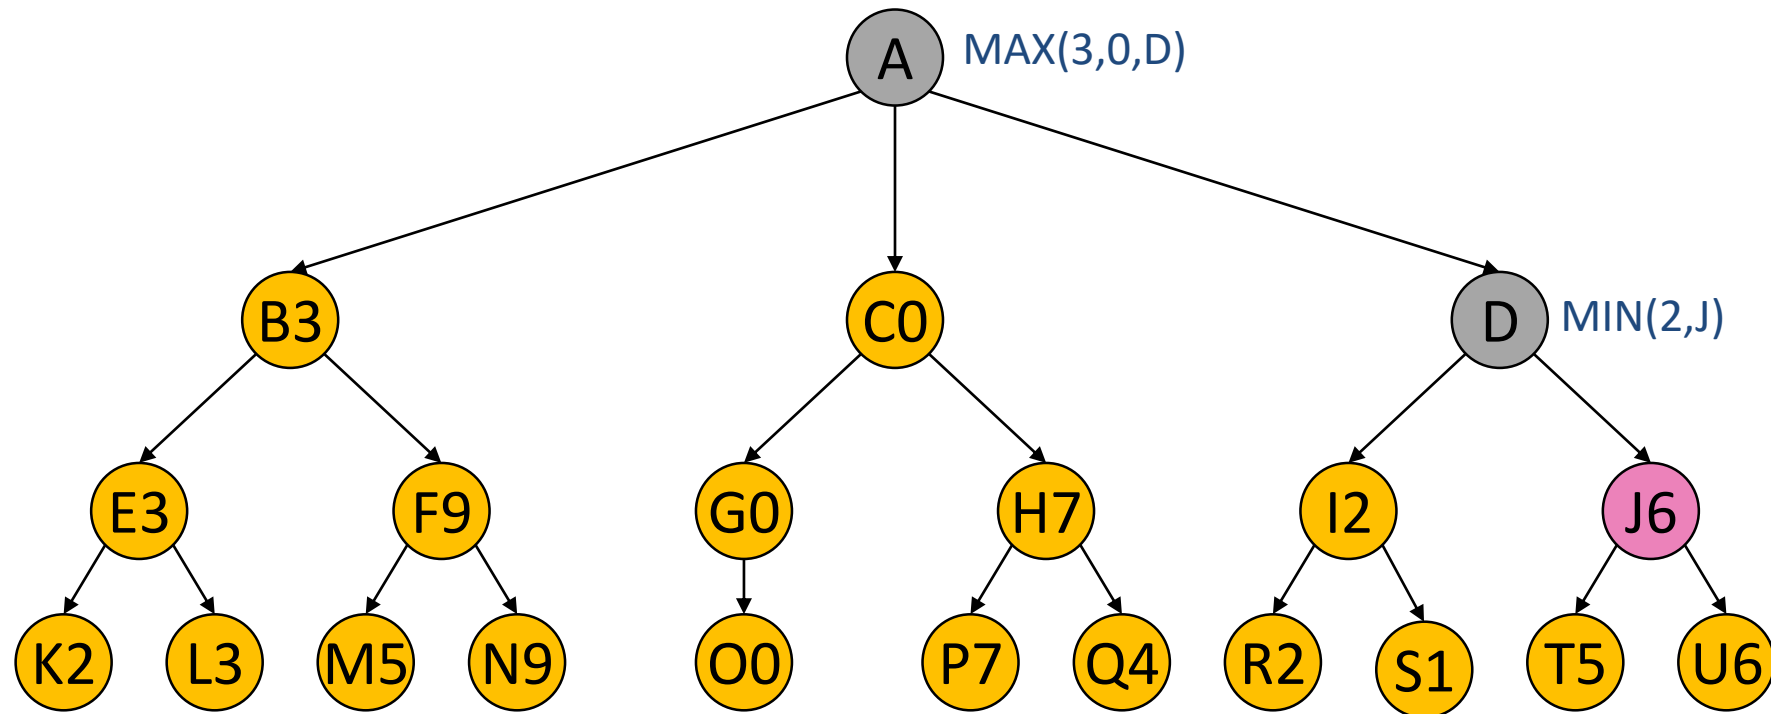 A MAX(3,0,D)
B3 C0 D MIN(2,J)
E3 F9 G0 H7 I2 J6
K2 L3 M5 N9 O0 P7 Q4 R2 S1 T5 U6